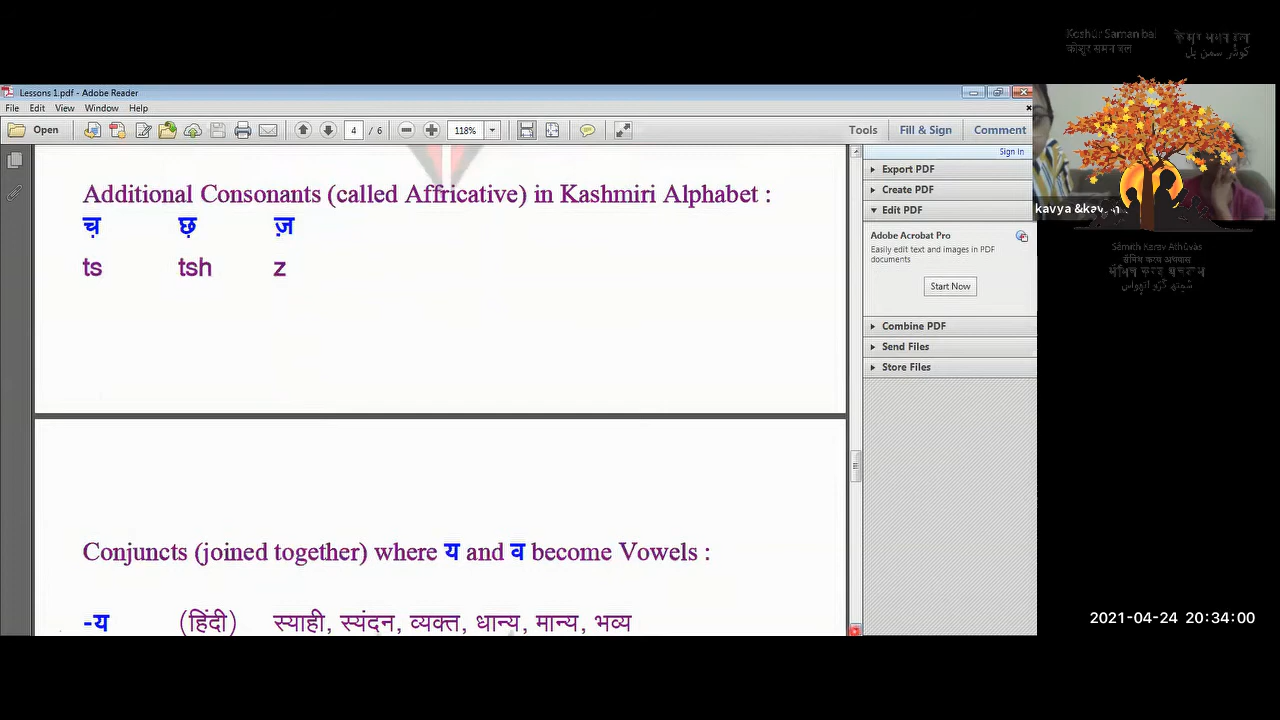 Koshür Saman bal
कॊशुर समन बल
Lessons 1.pdf - Adobe Reader
File Edit View Window Help
Open 4 / 6 118% Tools Fill & Sign Comment
Sign In
Export PDF
Create PDF
Edit PDF
Adobe Acrobat Pro
Easily edit text and images in PDF
documents
Start Now
Combine PDF
Send Files
Store Files
Additional Consonants (called Affricative) in Kashmiri Alphabet :
च़ छ़ ज़
ts tsh z
Conjuncts (joined together) where य and व become Vowels :
-य (हिंदी) स्याही, स्यंदन, व्यक्त, धान्य, मान्य, भव्य
kavya &kav
2021-04-24 20:34:00